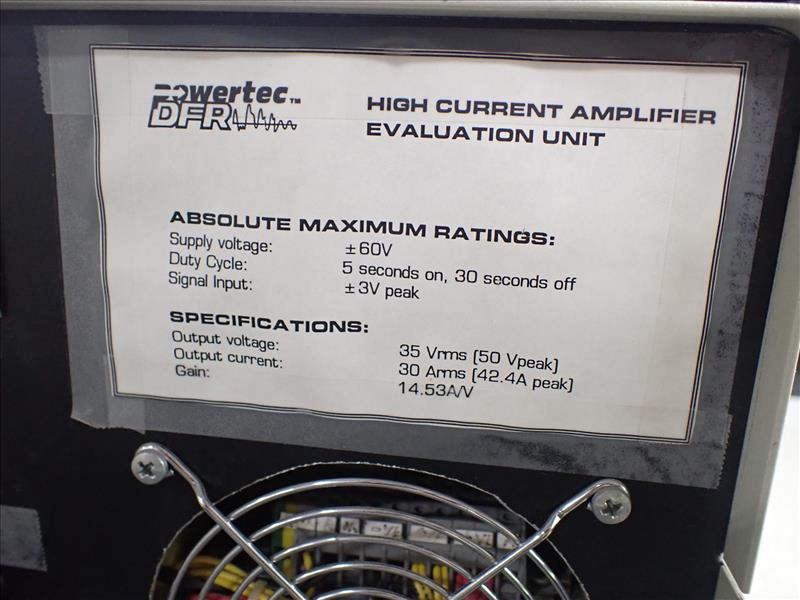 Powertec™
DFR
HIGH CURRENT AMPLIFIER
EVALUATION UNIT
ABSOLUTE MAXIMUM RATINGS:
Supply voltage: ±60V
Duty Cycle: 5 seconds on, 30 seconds off
Signal Input: ±3V peak
SPECIFICATIONS:
Output voltage: 35 Vrms [50 Vpeak]
Output current: 30 Arms [42.4A peak]
Gain: 14.53A/V